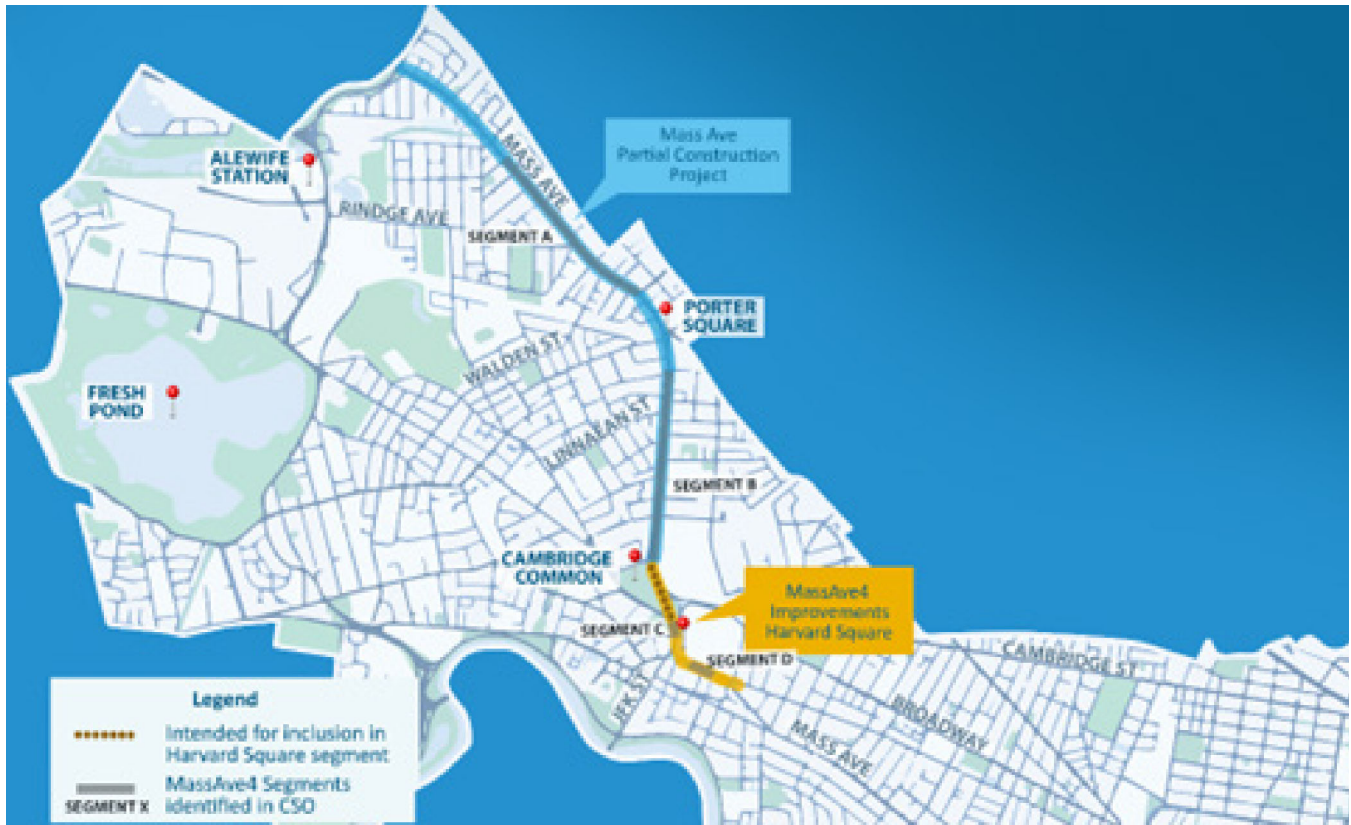 MASS AVE
Mass Ave
Partial Construction
Project
ALEWIFE
STATION
RINDGE AVE
SEGMENT A
PORTER
SQUARE
WALDEN ST
FRESH
POND
LINNAEAN ST
SEGMENT B
CAMBRIDGE
COMMON
MassAve4
Improvements
Harvard Square
SEGMENT C
SEGMENT D
CAMBRIDGE ST
JFK ST
BROADWAY
MASS AVE
Legend
Intended for inclusion in
Harvard Square segment
MassAve4 Segments
SEGMENT X identified in CSO